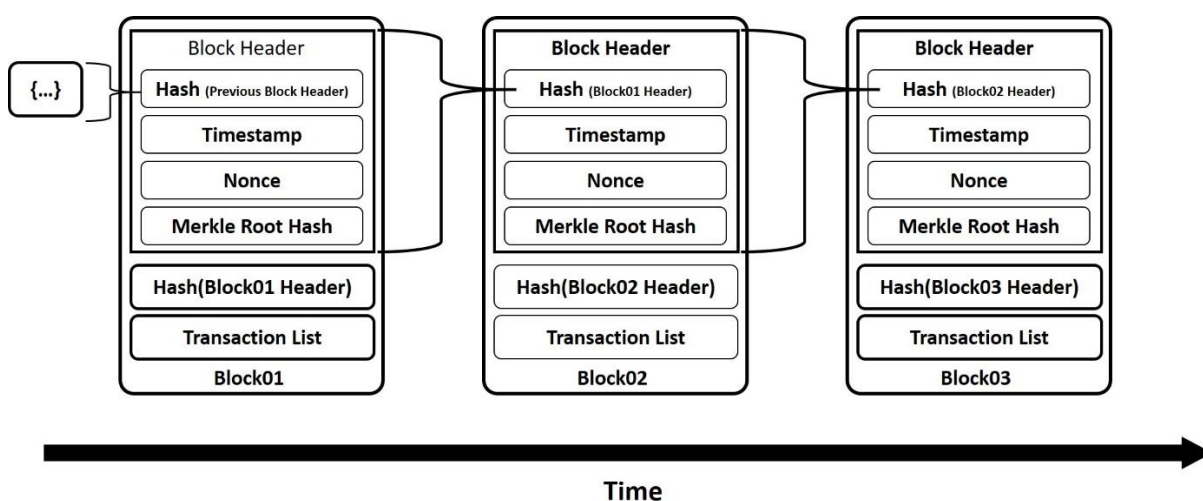 {...}
Block Header
Hash (Previous Block Header)
Timestamp
Nonce
Merkle Root Hash
Hash(Block01 Header)
Transaction List
Block01
Block Header
Hash (Block01 Header)
Timestamp
Nonce
Merkle Root Hash
Hash(Block02 Header)
Transaction List
Block02
Block Header
Hash (Block02 Header)
Timestamp
Nonce
Merkle Root Hash
Hash(Block03 Header)
Transaction List
Block03
Time